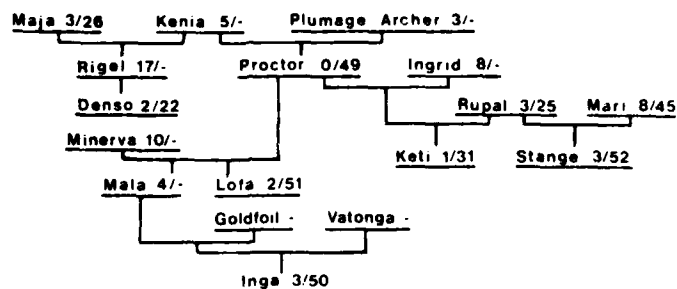 Maja 3/26 Kenia 5/- Plumage Archer 3/-
Rigel 17/- Proctor 0/49 Ingrid 8/-
Denso 2/22 Rupal 3/25 Mari 8/45
Minerva 10/-
Keti 1/31 Stange 3/52
Mala 4/- Lofa 2/51
Goldfoil - Vatonga -
Inga 3/50